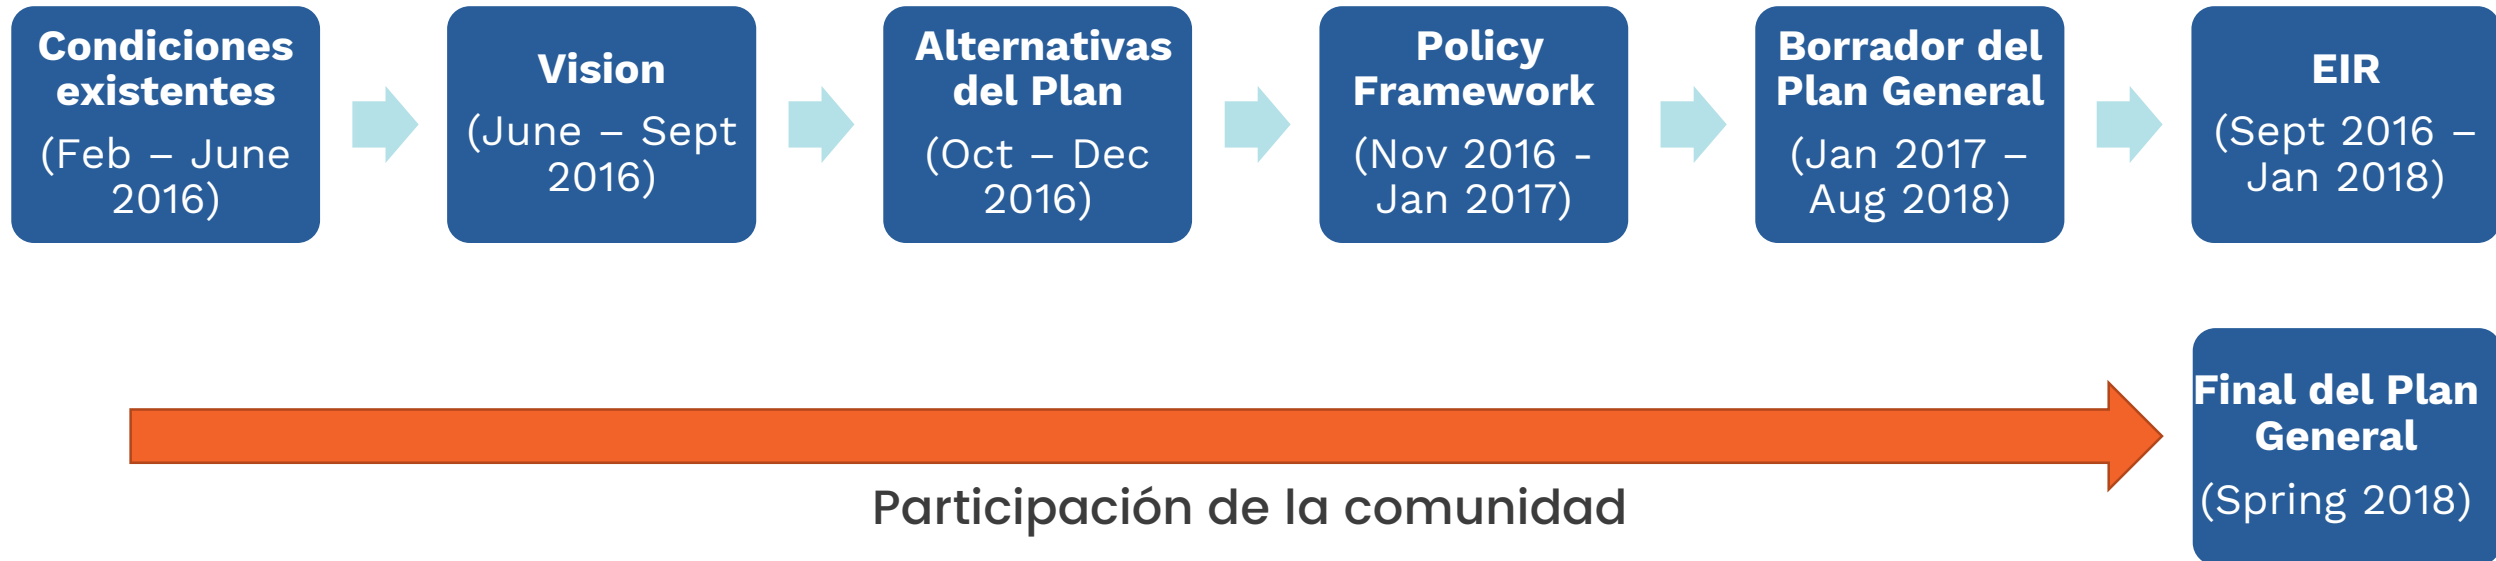 Condiciones
existentes
(Feb – June
2016)
Vision
(June – Sept
2016)
Alternativas
del Plan
(Oct – Dec
2016)
Policy
Framework
(Nov 2016 -
Jan 2017)
Borrador del
Plan General
(Jan 2017 –
Aug 2018)
EIR
(Sept 2016 –
Jan 2018)
Final del Plan
General
(Spring 2018)
Participación de la comunidad